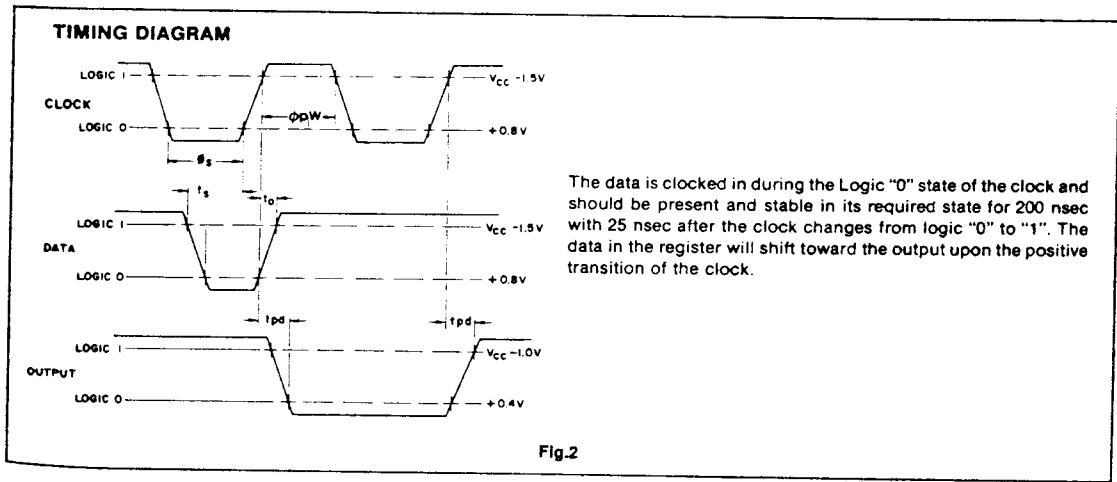 TIMING DIAGRAM
LOGIC 1
VCC -1.5V
CLOCK
ϕpW
LOGIC 0
+0.8V
ϕs
ts
to
LOGIC 1
VCC -1.5V
DATA
LOGIC 0
+0.8V
tpd
tpd
LOGIC 1
VCC -1.0V
OUTPUT
LOGIC 0
+0.4V
The data is clocked in during the Logic "0" state of the clock and
should be present and stable in its required state for 200 nsec
with 25 nsec after the clock changes from logic "0" to "1". The
data in the register will shift toward the output upon the positive
transition of the clock.
Fig.2